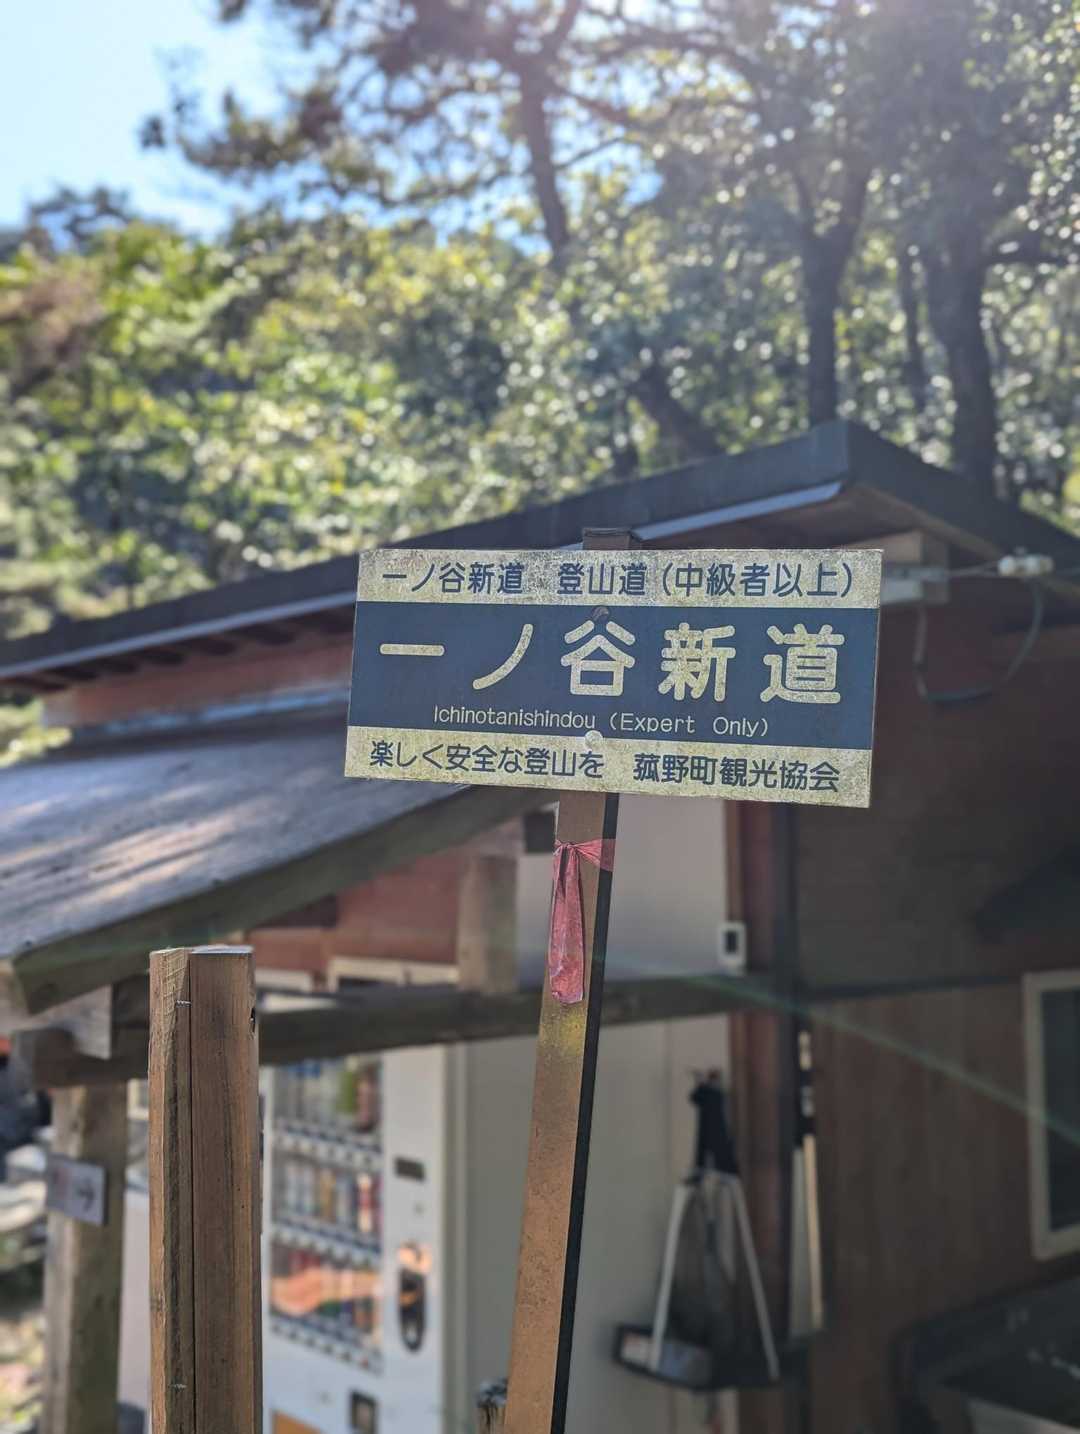 一ノ谷新道　登山道（中級者以上）
一ノ谷新道
Ichinotanishindou (Expert Only)
楽しく安全な登山を　菰野町観光協会